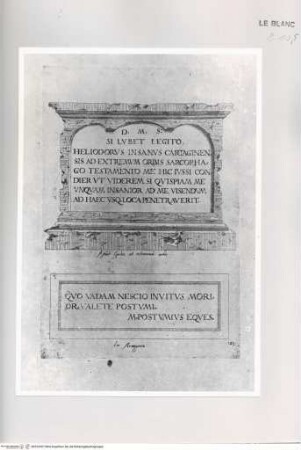 LE BLANC
D. M. S.
SI LVBET LEGITO.
HELIODORVS INSANVS CARTAGINEN
SIS AD EXTREMVM ORBIS SARCOPHA
GO TESTAMENTO ME HIC IVSSI CON
DIER VT VIDEREM SI QVISPIAM ME
VNQVAM INSANIOR AD ME VISENDVM
AD HAEC VSQ LOCA PENETRAVERIT.
QVO VADAM NESCIO INVITVS MORI
OR VALETE POSTVMI.
M. POSTVMIVS EQVES.